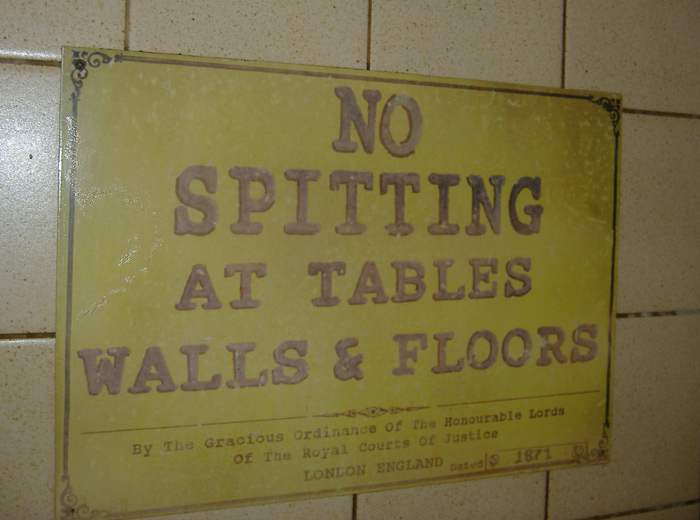 NO
SPITTING
AT TABLES
WALLS & FLOORS
By The Gracious Ordinance Of The Honourable Lords
Of The Royal Courts Of Justice
LONLON ENGLAND Dated 1871